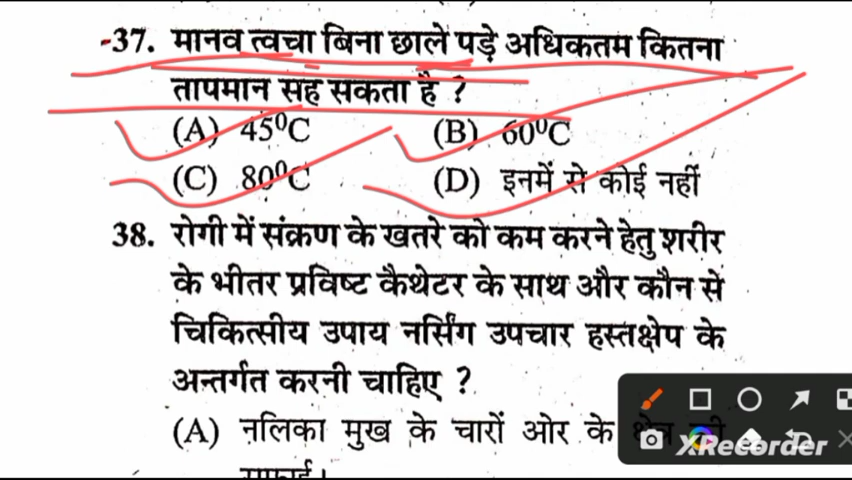 37. मानव त्वचा बिना छाले पड़े अधिकतम कितना
तापमान सह सकता है ?
(A) 45⁰C (B) 60⁰C
(C) 80⁰C (D) इनमें से कोई नहीं
38. रोगी में संक्रण के खतरे को कम करने हेतु शरीर
के भीतर प्रविष्ट कैथेटर के साथ और कौन से
चिकित्सीय उपाय नर्सिंग उपचार हस्तक्षेप के
अन्तर्गत करनी चाहिए ?
(A) नलिका मुख के चारों ओर के
XRecorder